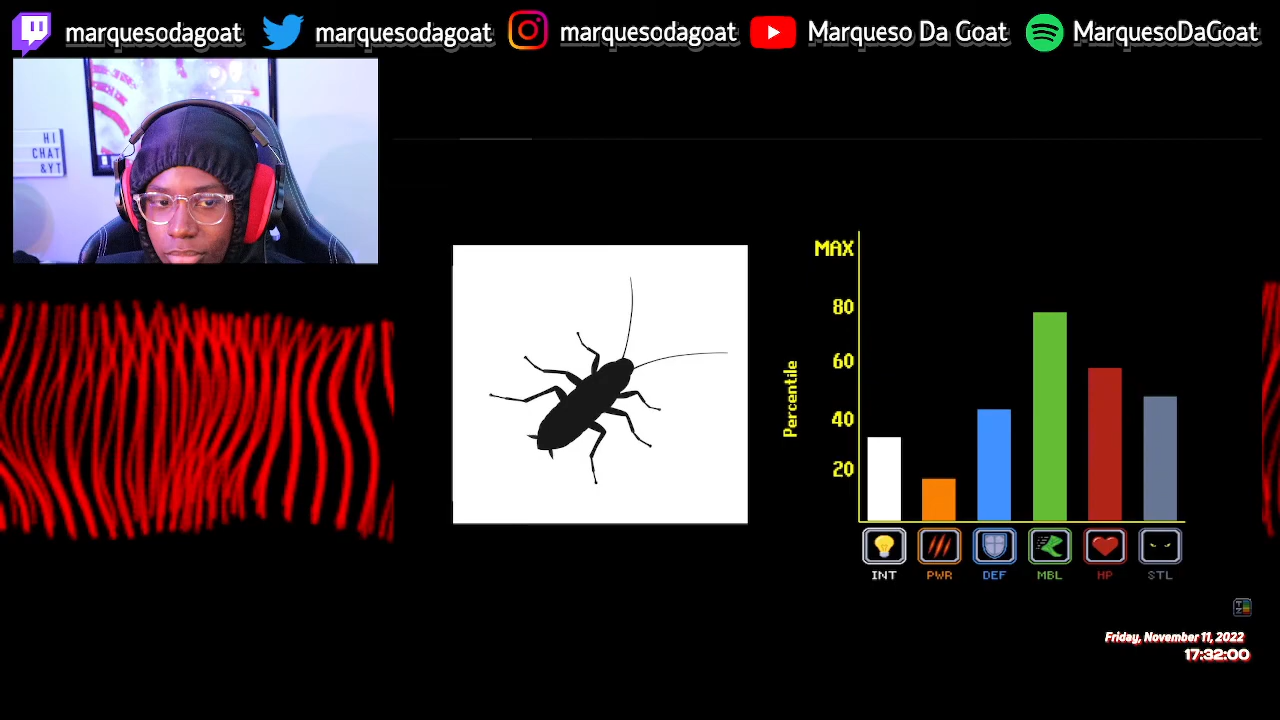 marquesodagoat marquesodagoat marquesodagoat Marqueso Da Goat MarquesoDaGoat
HI
CHAT
&YT
MAX
80
60
40
20
Percentile
INT PWR DEF MBL HP STL
TZ
Friday, November 11, 2022
17:32:00